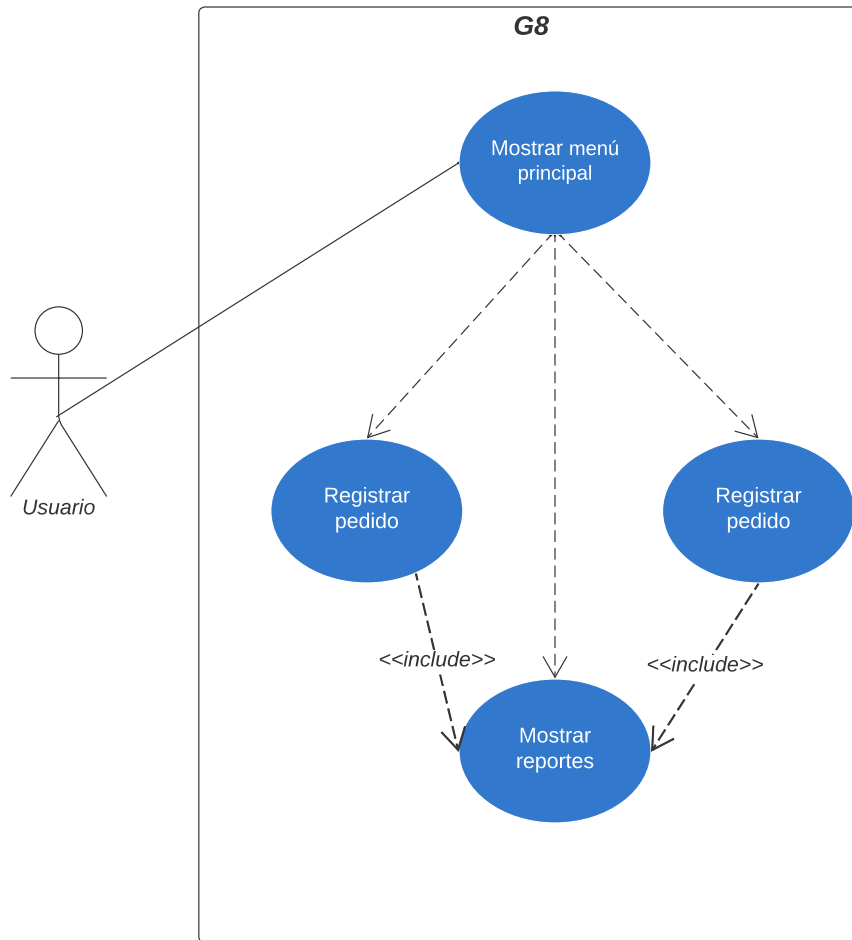 G8
Mostrar menú
principal
Usuario
Registrar
pedido
Registrar
pedido
<<include>>
<<include>>
Mostrar
reportes